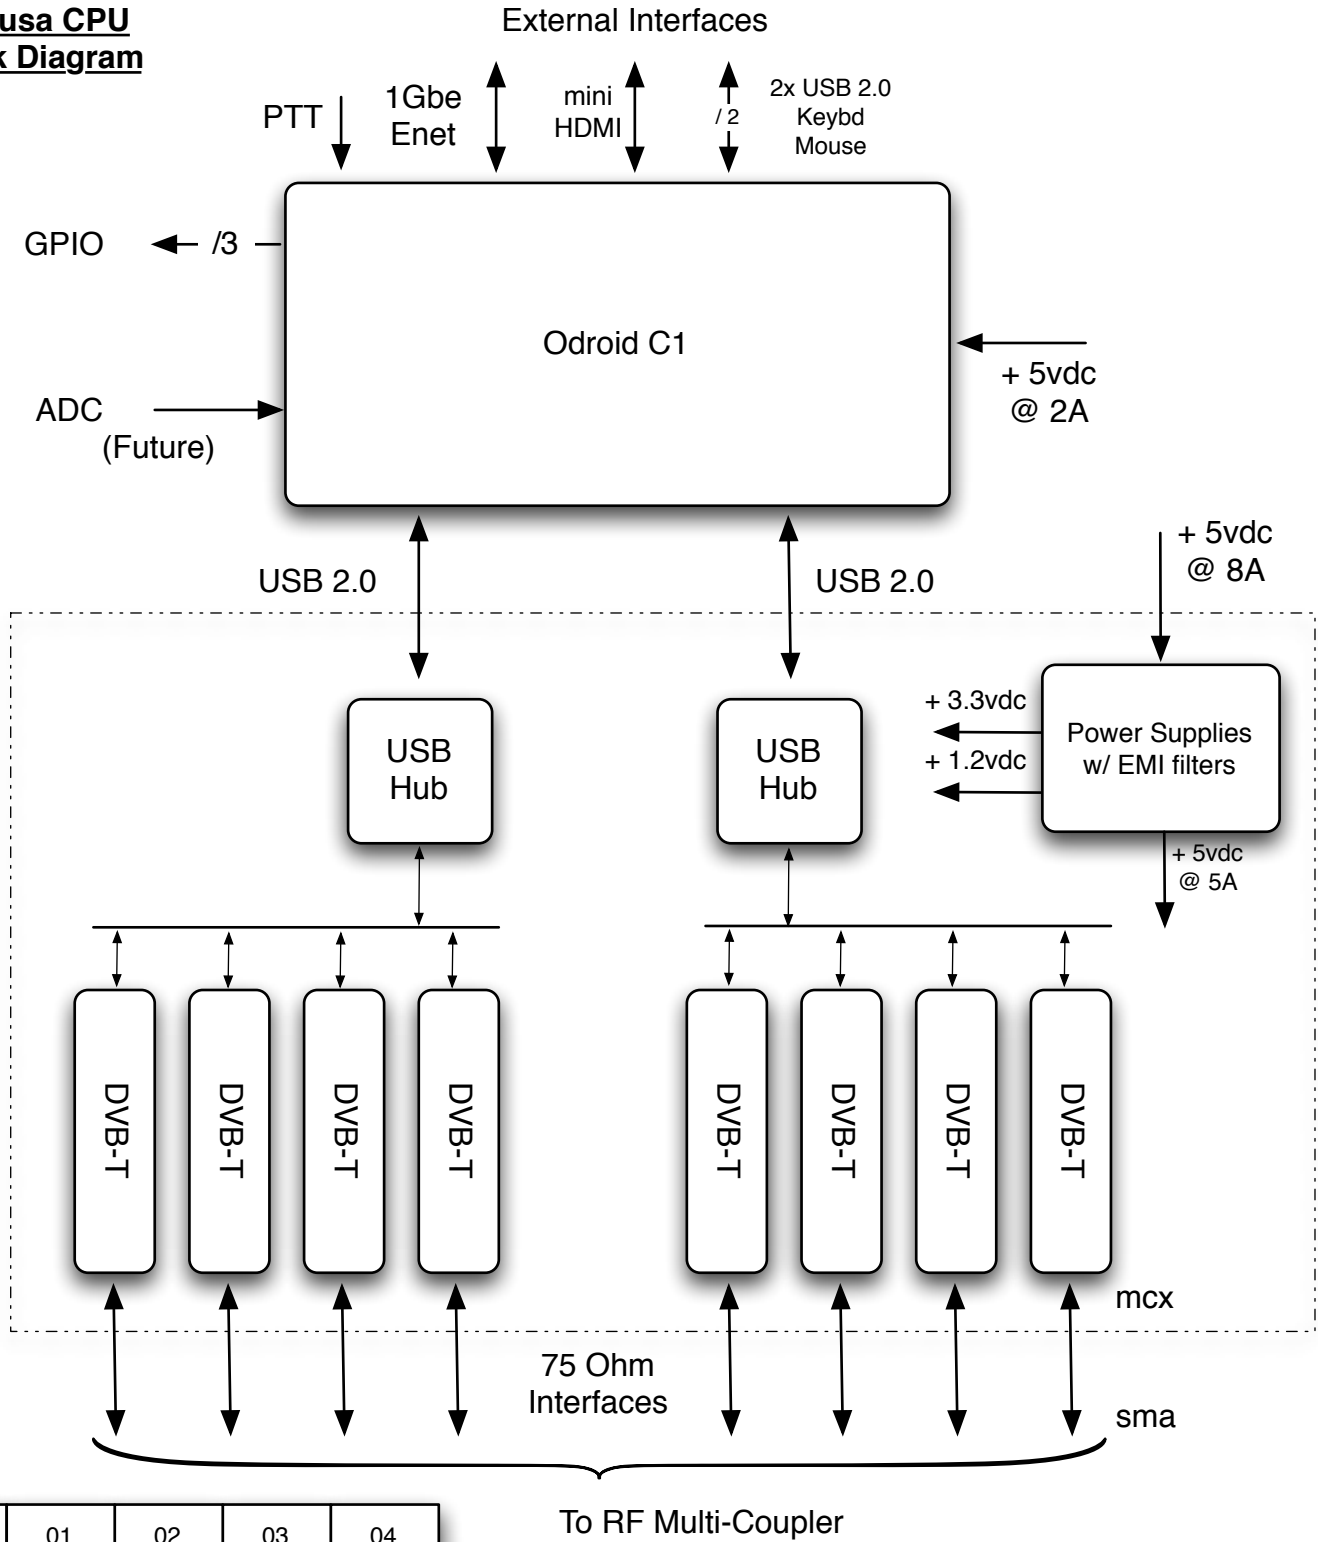 usa CPU
k Diagram
External Interfaces
PTT
1Gbe
Enet
mini
HDMI
/ 2
2x USB 2.0
Keybd
Mouse
GPIO
/3
Odroid C1
+ 5vdc
@ 2A
ADC
(Future)
USB 2.0
USB 2.0
+ 5vdc
@ 8A
USB
Hub
USB
Hub
+ 3.3vdc
+ 1.2vdc
Power Supplies
w/ EMI filters
+ 5vdc
@ 5A
DVB-T
DVB-T
DVB-T
DVB-T
DVB-T
DVB-T
DVB-T
DVB-T
mcx
75 Ohm
Interfaces
sma
To RF Multi-Coupler
01
02
03
04